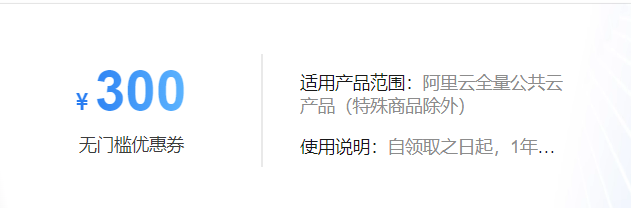 ¥300
无门槛优惠券
适用产品范围：阿里云全量公共云
产品（特殊商品除外）
使用说明：自领取之日起，1年...